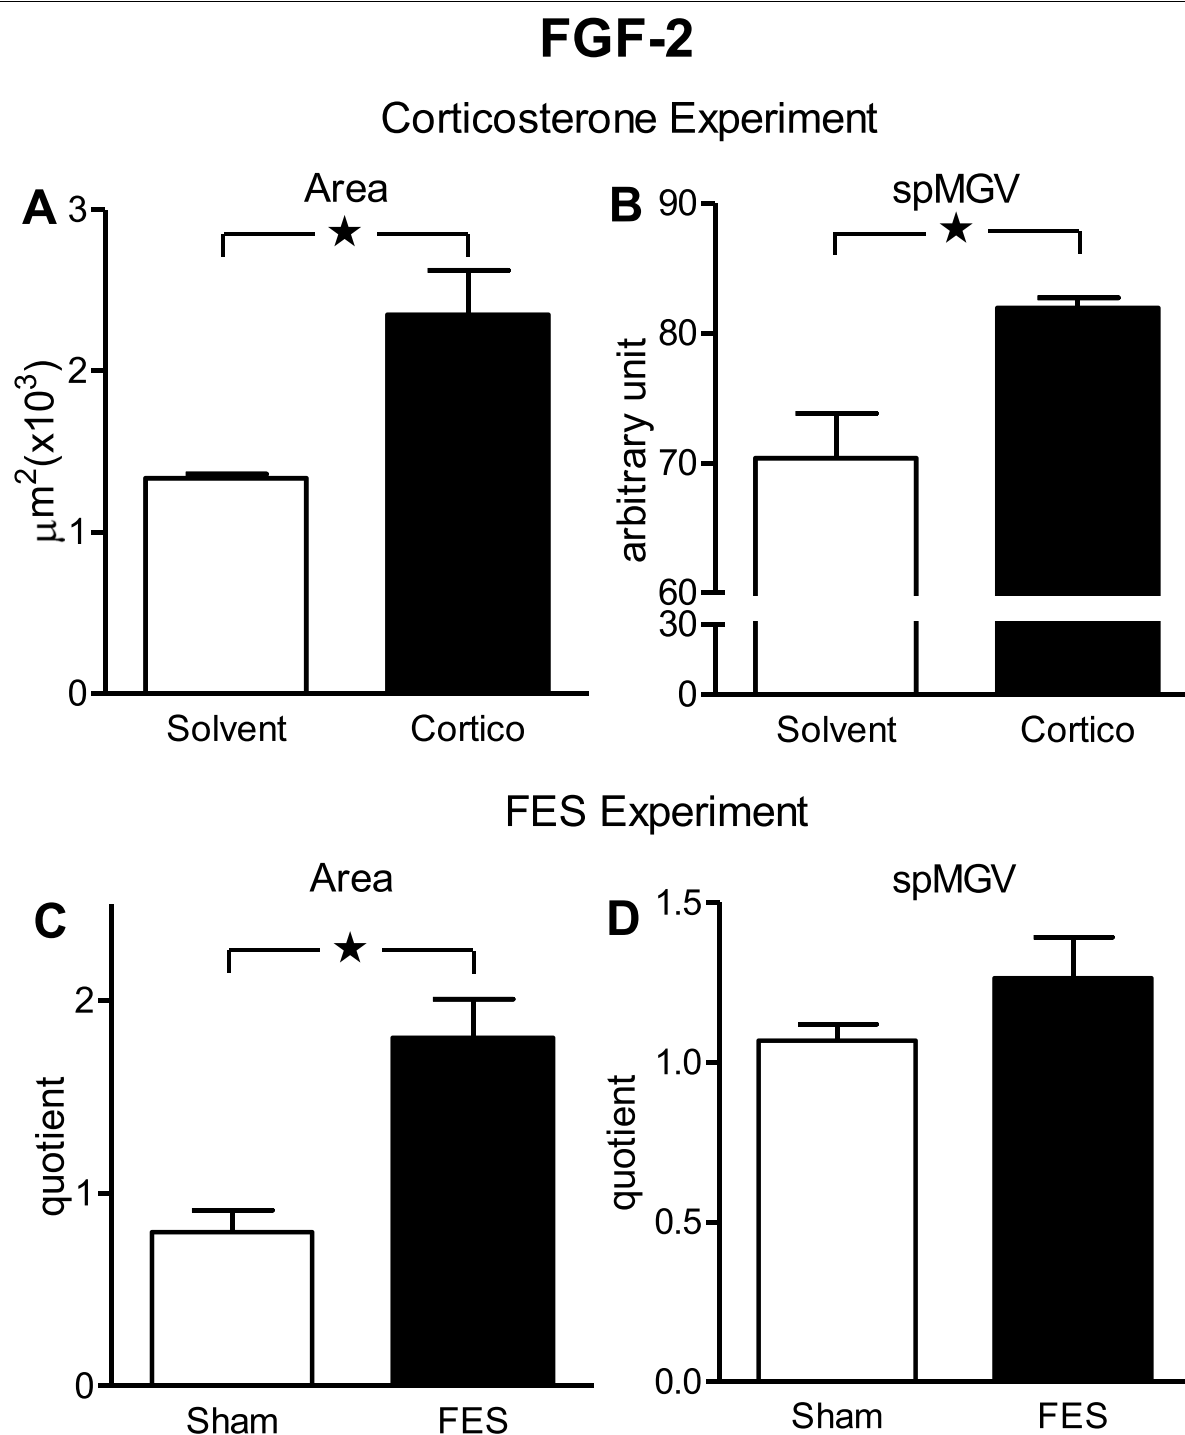 FGF-2
Corticosterone Experiment
A
Area
μm²(x10³)
3
2
1
0
Solvent
Cortico
B
spMGV
arbitrary unit
90
80
70
60
30
0
Solvent
Cortico
FES Experiment
C
Area
quotient
2
1
0
Sham
FES
D
spMGV
quotient
1.5
1.0
0.5
0.0
Sham
FES